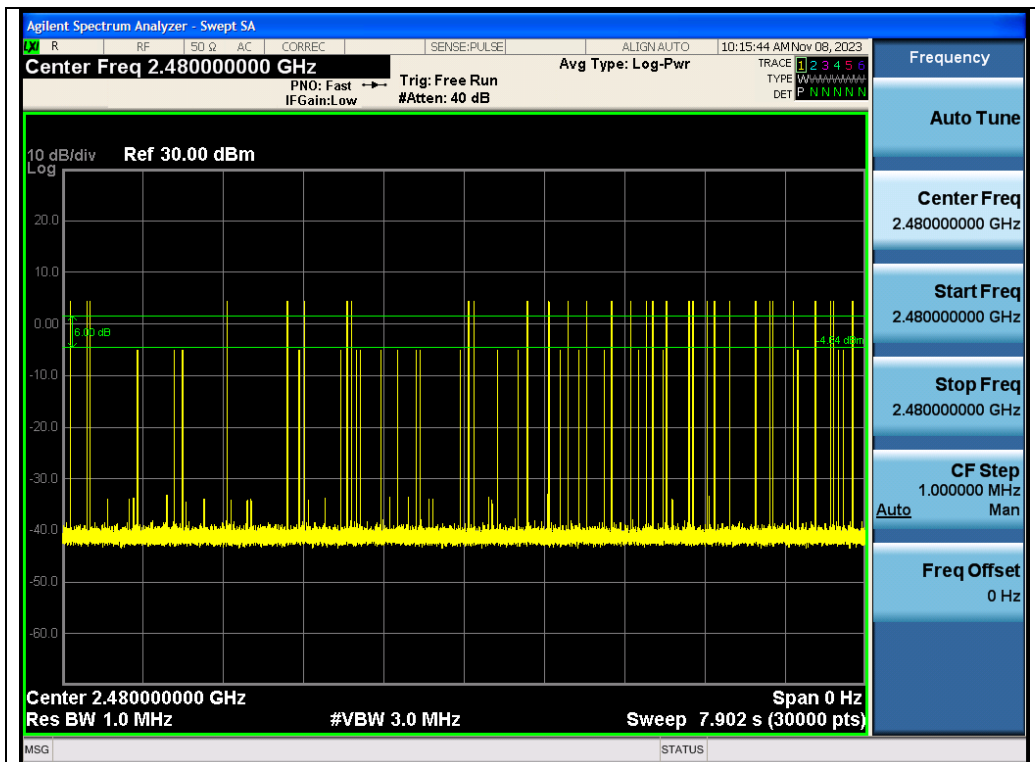 Agilent Spectrum Analyzer - Swept SA
LXI R RF 50 Ω AC CORREC SENSE:PULSE ALIGN AUTO 10:15:44 AM Nov 08, 2023
Center Freq 2.480000000 GHz
PNO: Fast
IFGain:Low
Trig: Free Run
#Atten: 40 dB
Avg Type: Log-Pwr
TRACE 1 2 3 4 5 6
TYPE
DET P N N N N N
10 dB/div Ref 30.00 dBm
Log
20.0
10.0
0.00
6.00 dB
-4.64 dBm
-10.0
-20.0
-30.0
-40.0
-50.0
-60.0
Center 2.480000000 GHz Span 0 Hz
Res BW 1.0 MHz #VBW 3.0 MHz Sweep 7.902 s (30000 pts)
MSG STATUS
Frequency
Auto Tune
Center Freq
2.480000000 GHz
Start Freq
2.480000000 GHz
Stop Freq
2.480000000 GHz
CF Step
1.000000 MHz
Auto Man
Freq Offset
0 Hz